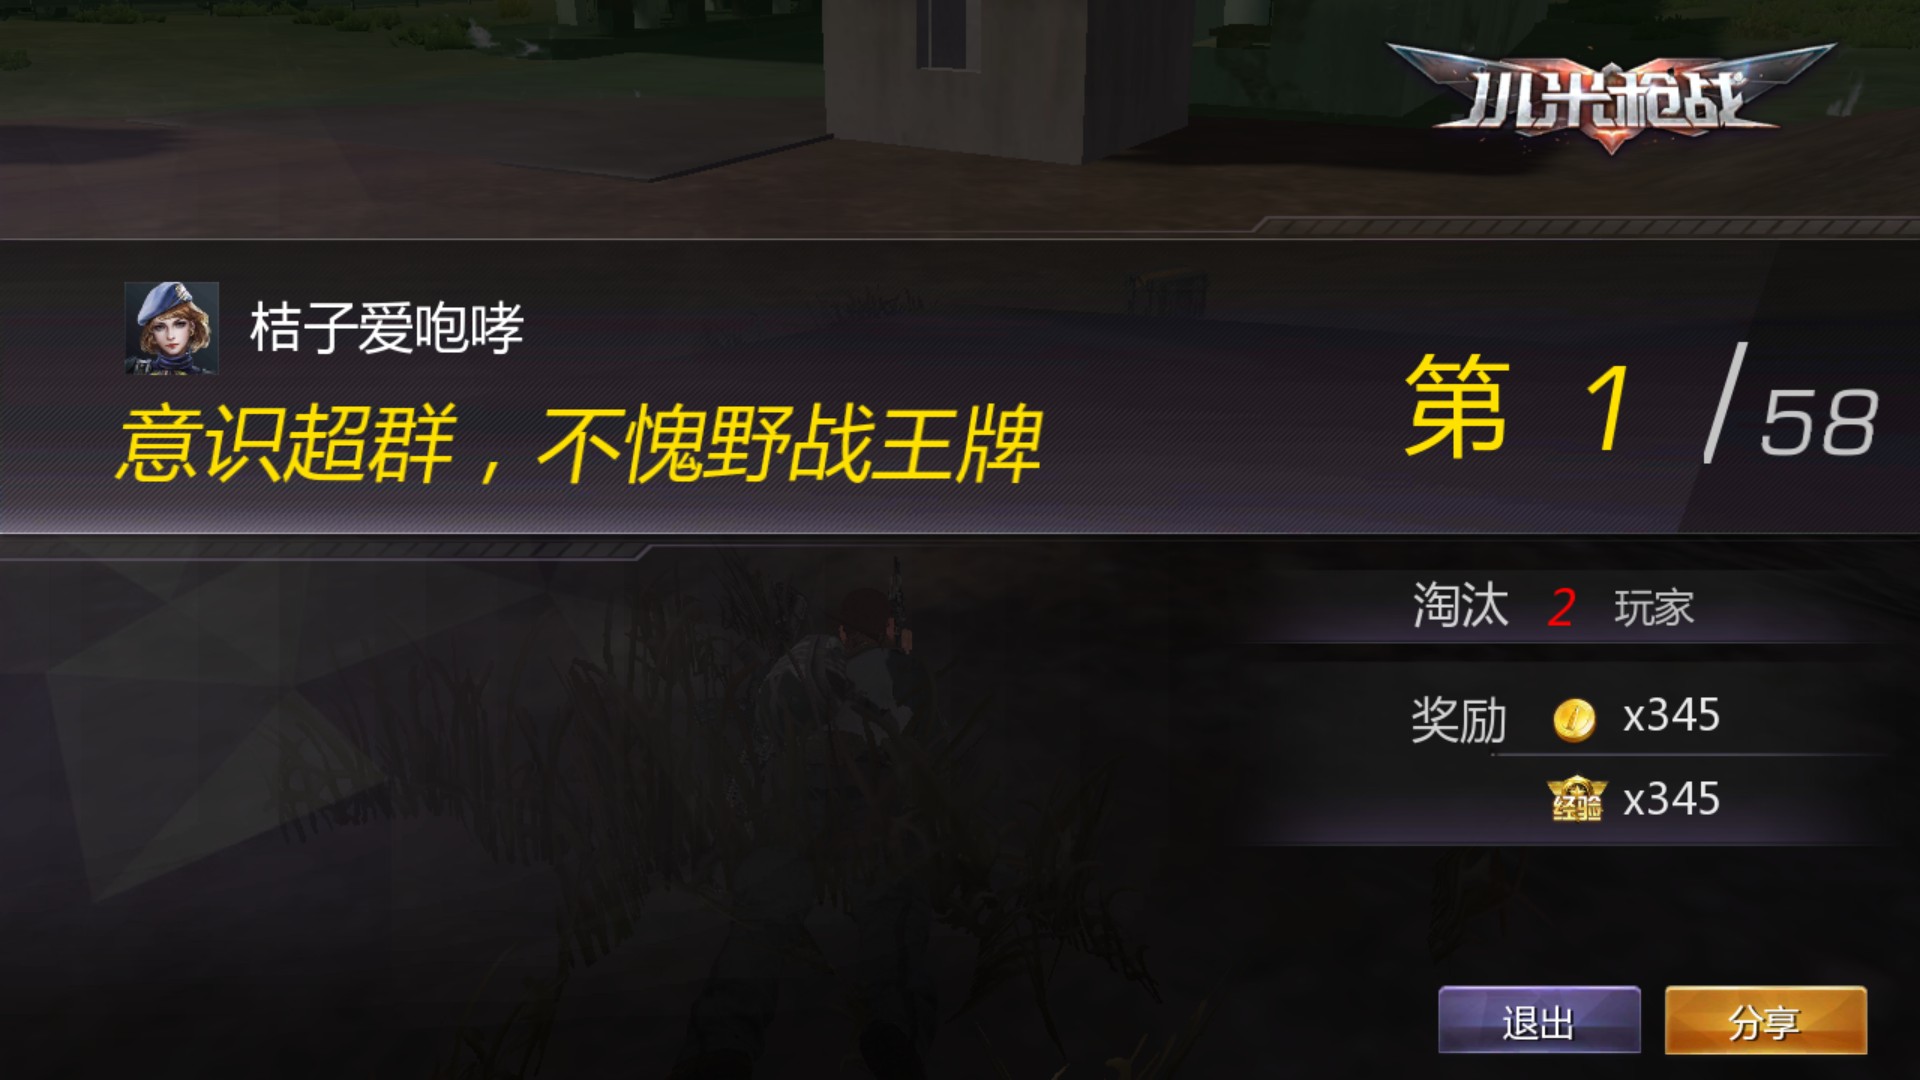 小米枪战
桔子爱咆哮
意识超群，不愧野战王牌
第 1 /58
淘汰 2 玩家
奖励 x345
经验 x345
退出 分享